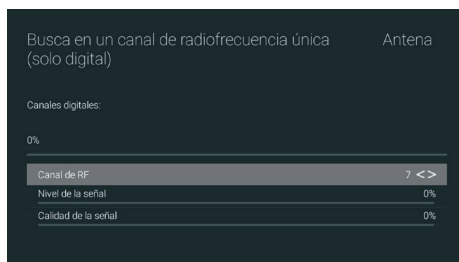 Busca en un canal de radiofrecuencia única Antena
(solo digital)
Canales digitales:
0%
Canal de RF 7 < >
Nivel de la señal 0%
Calidad de la señal 0%